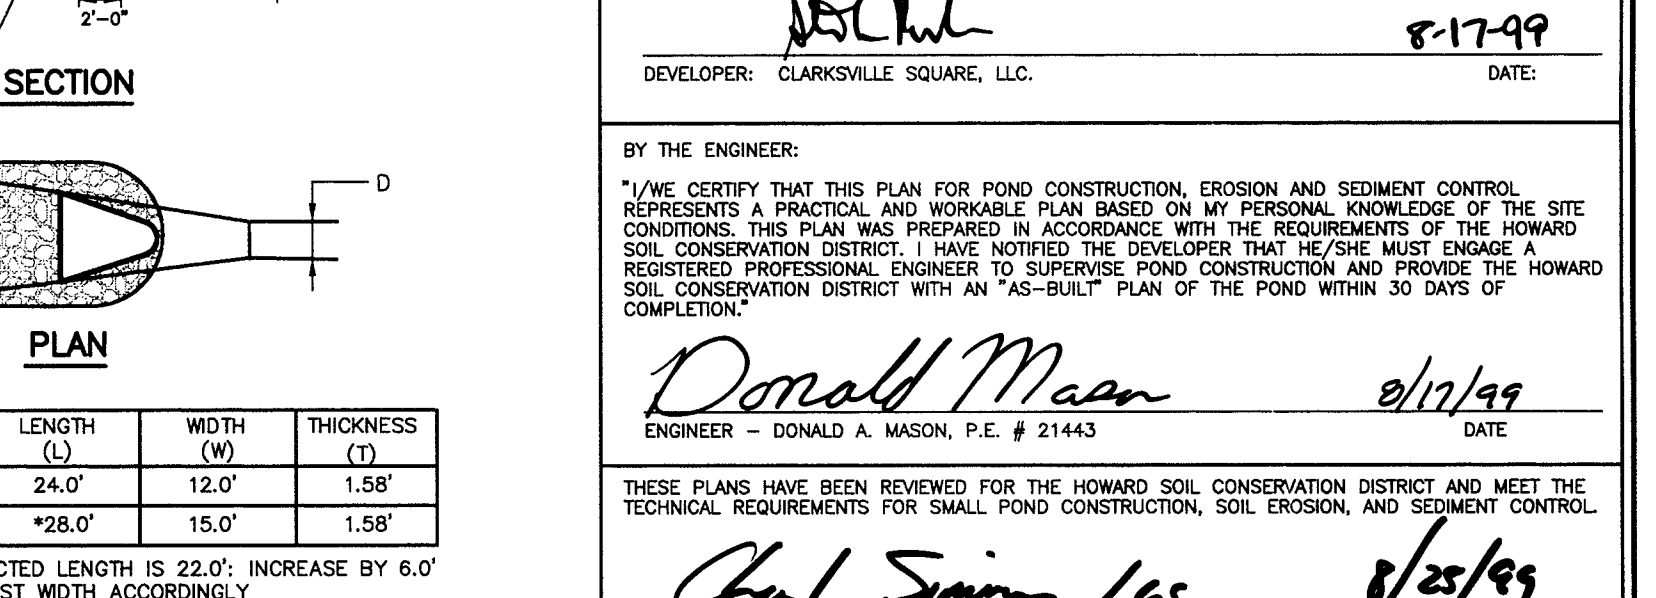 2'-0"
SECTION
D
PLAN
LENGTH (L) WIDTH (W) THICKNESS (T)
24.0' 12.0' 1.58'
*28.0' 15.0' 1.58'
LENGTH IS 22.0': INCREASE BY 6.0'
WIDTH ACCORDINGLY
8-17-99
DEVELOPER: CLARKSVILLE SQUARE, LLC. DATE:
BY THE ENGINEER:
"I/WE CERTIFY THAT THIS PLAN FOR POND CONSTRUCTION, EROSION AND SEDIMENT CONTROL
REPRESENTS A PRACTICAL AND WORKABLE PLAN BASED ON MY PERSONAL KNOWLEDGE OF THE SITE
CONDITIONS. THIS PLAN WAS PREPARED IN ACCORDANCE WITH THE REQUIREMENTS OF THE HOWARD
SOIL CONSERVATION DISTRICT. I HAVE NOTIFIED THE DEVELOPER THAT HE/SHE MUST ENGAGE A
REGISTERED PROFESSIONAL ENGINEER TO SUPERVISE POND CONSTRUCTION AND PROVIDE THE HOWARD
SOIL CONSERVATION DISTRICT WITH AN "AS-BUILT" PLAN OF THE POND WITHIN 30 DAYS OF
COMPLETION."
Donald Mason 8/17/99
ENGINEER - DONALD A. MASON, P.E. # 21443 DATE
THESE PLANS HAVE BEEN REVIEWED FOR THE HOWARD SOIL CONSERVATION DISTRICT AND MEET THE
TECHNICAL REQUIREMENTS FOR SMALL POND CONSTRUCTION, SOIL EROSION, AND SEDIMENT CONTROL.
8/25/99